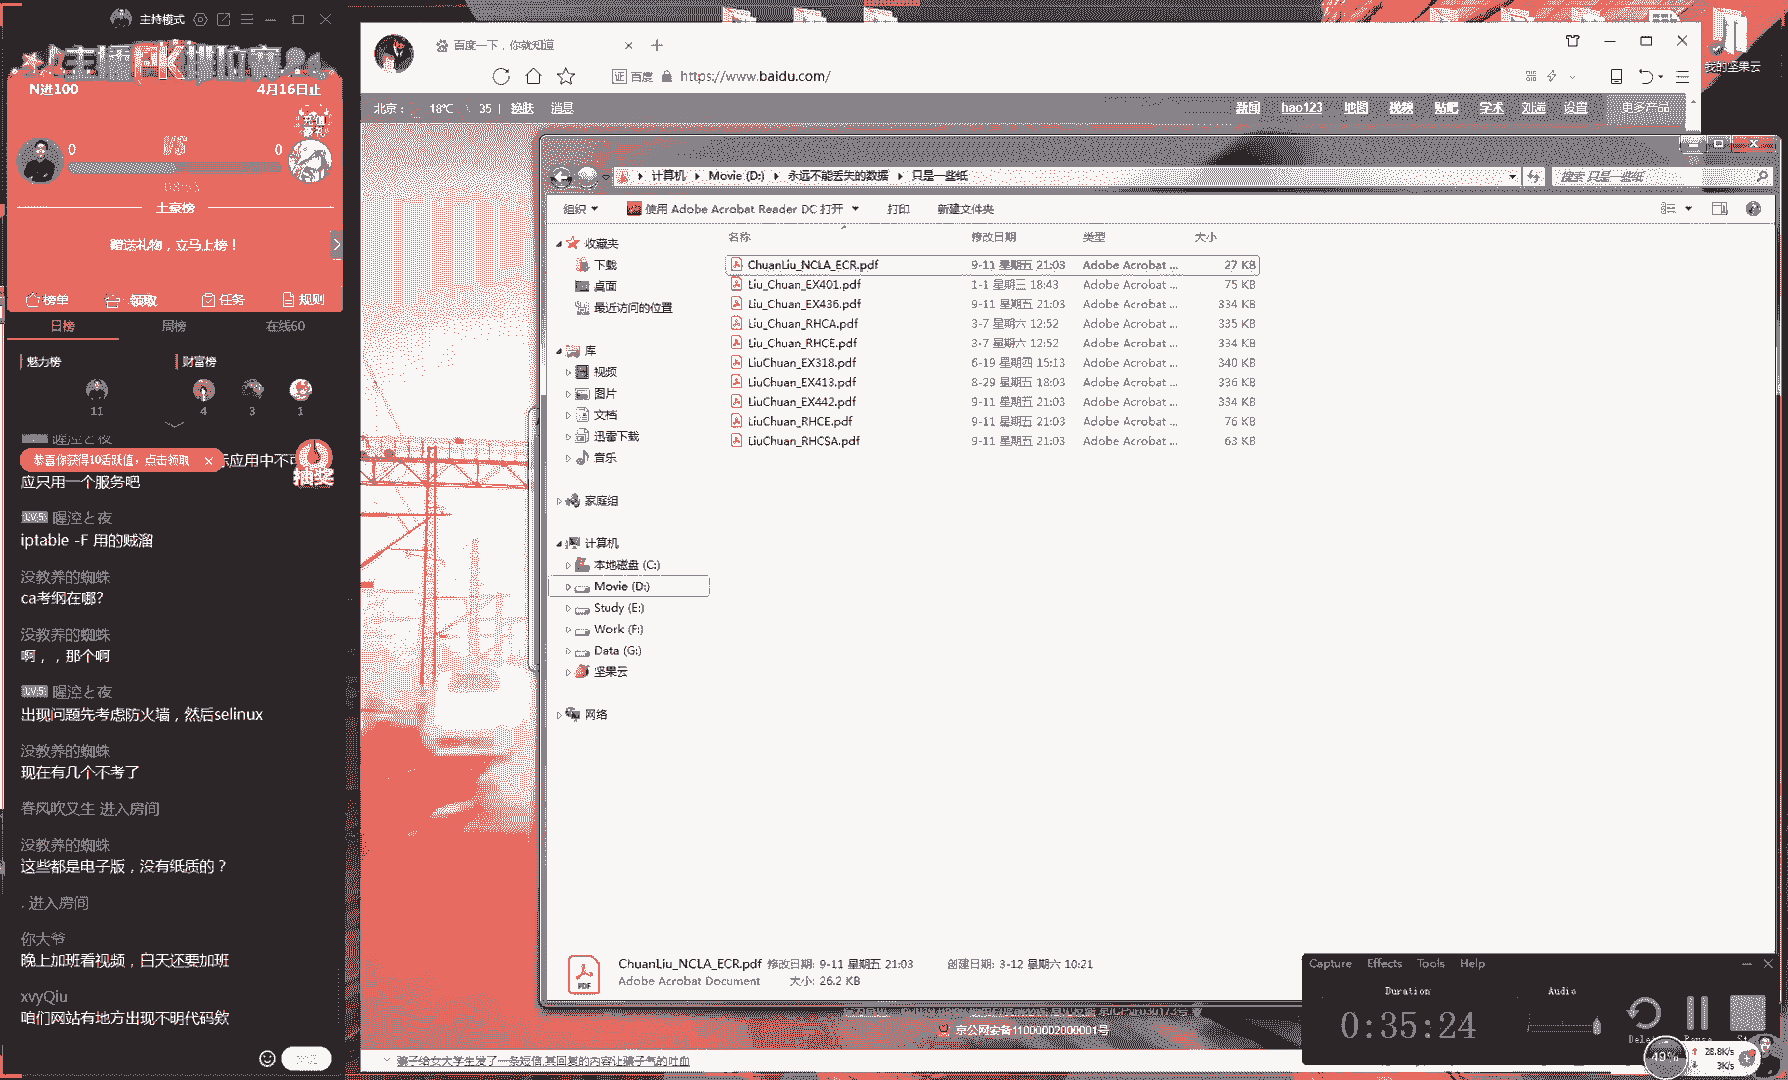 主持模式
N进100
4月16日止
充值
豪礼
0
VS
0
土豪榜
赠送礼物，立马上榜！
榜单
领取
任务
规则
日榜
周榜
在线60
魅力榜
财富榜
11
4
3
1
恭喜你获得10活跃值，点击领取
应用中不可
抽奖
应只用一个服务吧
LV.5
iptable -F 用的贼溜
没教养的蜘蛛
ca考纲在哪?
没教养的蜘蛛
啊，，那个啊
LV.5
出现问题先考虑防火墙，然后selinux
没教养的蜘蛛
现在有几个不考了
春风吹又生 进入房间
没教养的蜘蛛
这些都是电子版，没有纸质的？
. 进入房间
你大爷
晚上加班看视频，白天还要加班
xvyQiu
咱们网站有地方出现不明代码欸
百度一下，你就知道
证 百度 https://www.baidu.com/
北京： 18℃ 35 | 换肤 消息
新闻 hao123 地图 视频 贴吧 学术 刘遄 设置 更多产品
我的坚果云
计算机 Movie (D:) 永远不能丢失的数据 只是一些纸
搜索 只是一些纸
组织 使用 Adobe Acrobat Reader DC 打开 打印 新建文件夹
收藏夹
下载
桌面
最近访问的位置
库
视频
图片
文档
迅雷下载
音乐
家庭组
计算机
本地磁盘 (C:)
Movie (D:)
Study (E:)
Work (F:)
Data (G:)
坚果云
网络
名称 修改日期 类型 大小
ChuanLiu_NCLA_ECR.pdf 9-11 星期五 21:03 Adobe Acrobat ... 27 KB
Liu_Chuan_EX401.pdf 1-1 星期三 18:43 Adobe Acrobat ... 75 KB
Liu_Chuan_EX436.pdf 9-11 星期五 21:03 Adobe Acrobat ... 334 KB
Liu_Chuan_RHCA.pdf 3-7 星期六 12:52 Adobe Acrobat ... 335 KB
Liu_Chuan_RHCE.pdf 3-7 星期六 12:52 Adobe Acrobat ... 334 KB
LiuChuan_EX318.pdf 6-19 星期四 15:13 Adobe Acrobat ... 340 KB
LiuChuan_EX413.pdf 8-29 星期五 18:03 Adobe Acrobat ... 336 KB
LiuChuan_EX442.pdf 9-11 星期五 21:03 Adobe Acrobat ... 334 KB
LiuChuan_RHCE.pdf 9-11 星期五 21:03 Adobe Acrobat ... 76 KB
LiuChuan_RHCSA.pdf 9-11 星期五 21:03 Adobe Acrobat ... 63 KB
PDF
ChuanLiu_NCLA_ECR.pdf 修改日期: 9-11 星期五 21:03 创建日期: 3-12 星期六 10:21
Adobe Acrobat Document 大小: 26.2 KB
京公网安备11000002000001号
骗子给女大学生发了一条短信,其回复的内容让骗子气的吐血
Capture Effects Tools Help
Duration
Audio
0:35:24
49%
28.8K/s
3K/s